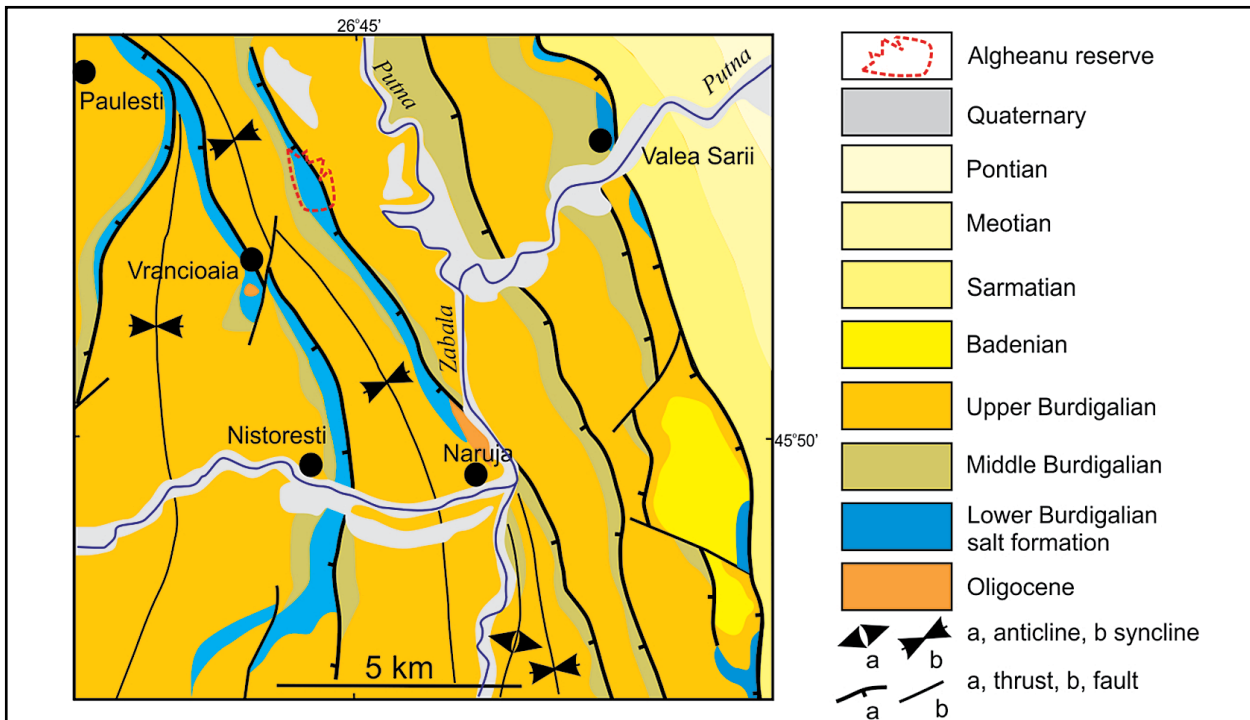 26°45'
Paulesti
Putna
Putna
Valea Sarii
Vrancioaia
Zabala
Nistoresti
Naruja
45°50'
5 km
Algheanu reserve
Quaternary
Pontian
Meotian
Sarmatian
Badenian
Upper Burdigalian
Middle Burdigalian
Lower Burdigalian
salt formation
Oligocene
a, anticline, b syncline
a b
a, thrust, b, fault
a b